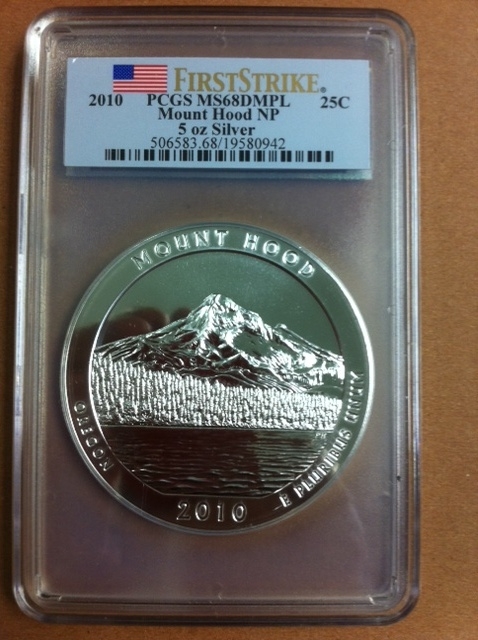 FIRSTSTRIKE®
2010 PCGS MS68DMPL 25C
Mount Hood NP
5 oz Silver
506583.68/19580942
MOUNT HOOD
OREGON
2010
E PLURIBUS UNUM
PH